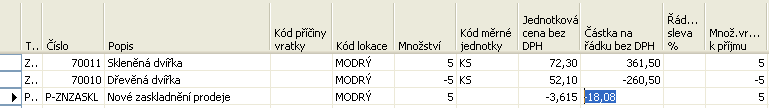 T... Číslo Popis Kód příčiny vratky Kód lokace Množství Kód měrné jednotky Jednotková cena bez DPH Částka na řádku bez DPH Řád... sleva % Množ.vr... k příjmu
Z... 70011 Skleněná dvířka MODRÝ 5 KS 72,30 361,50 5
Z... 70010 Dřevěná dvířka MODRÝ -5 KS 52,10 -260,50 -5
P... P-ZNZASKL Nové zaskladnění prodeje MODRÝ 5 -3,615 -18,08 5